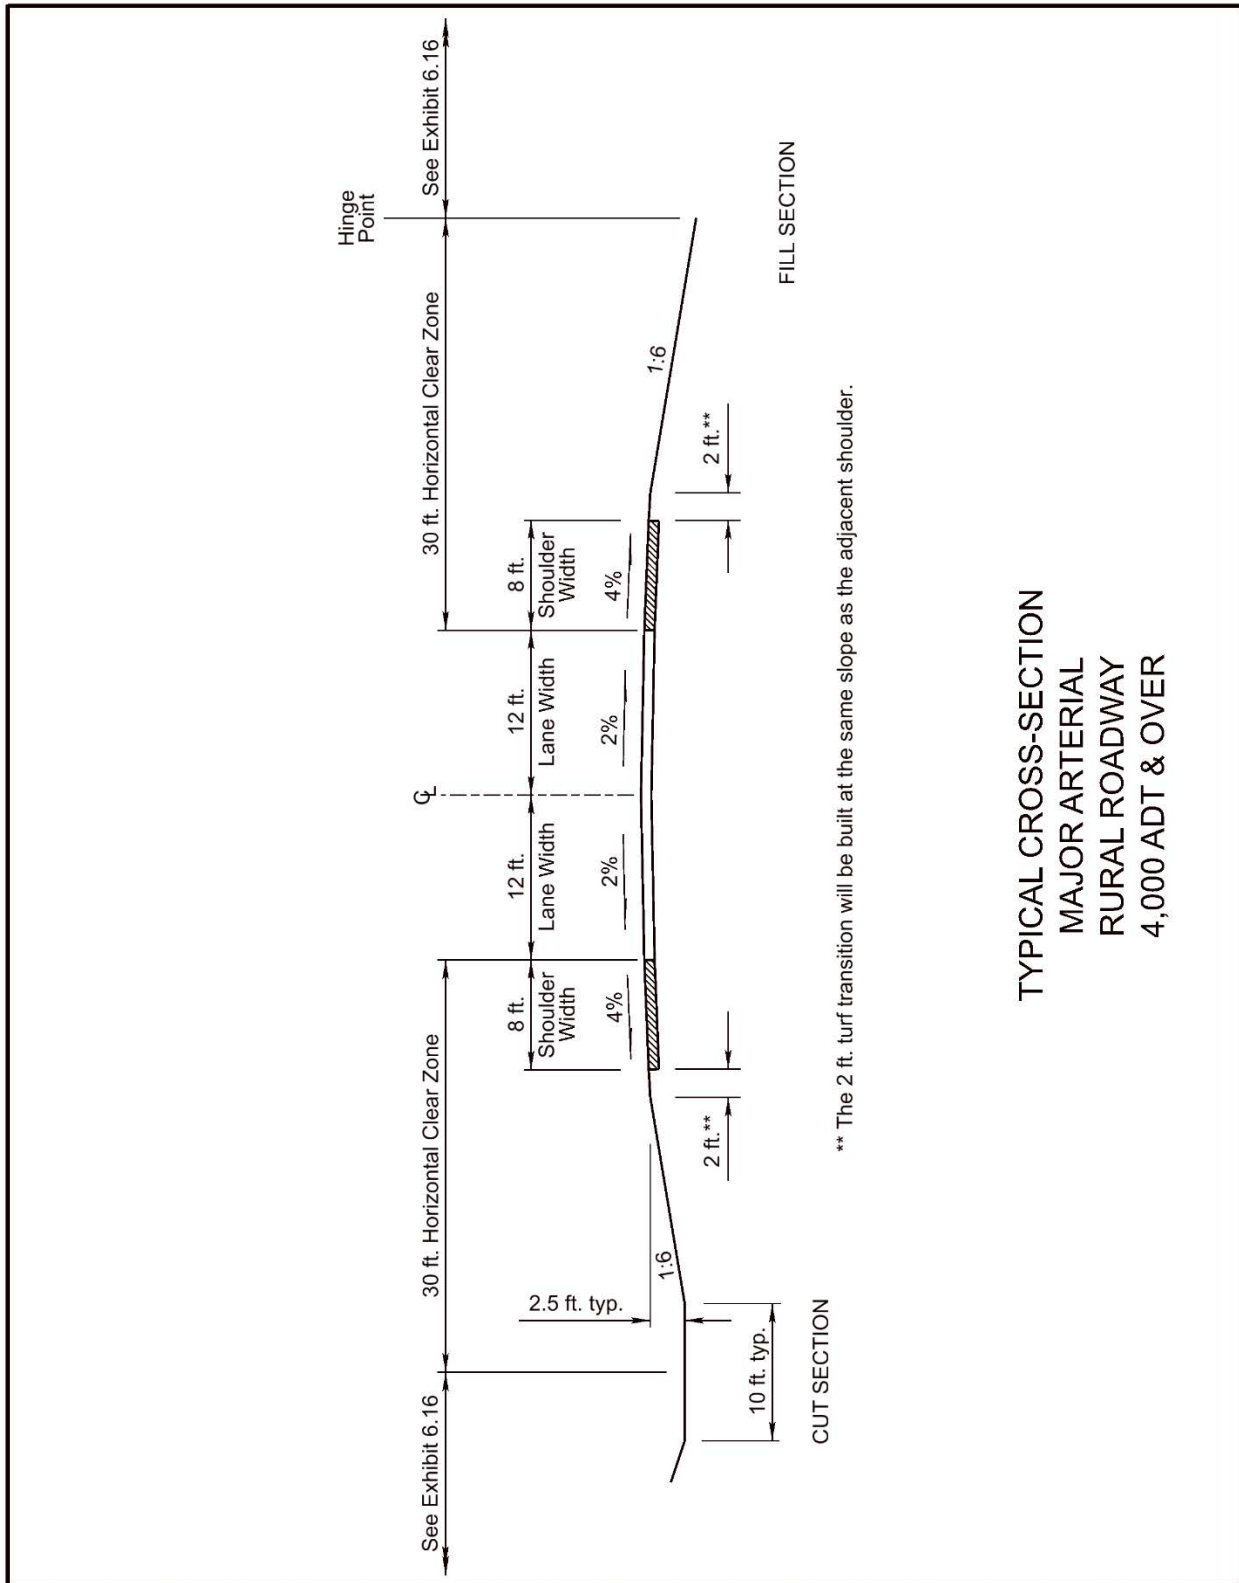 Hinge
Point
See Exhibit 6.16
30 ft. Horizontal Clear Zone
30 ft. Horizontal Clear Zone
See Exhibit 6.16
8 ft.
Shoulder
Width
12 ft.
Lane Width
℄
12 ft.
Lane Width
8 ft.
Shoulder
Width
4%
2%
2%
4%
2.5 ft. typ.
1:6
1:6
2 ft.**
2 ft.**
10 ft. typ.
CUT SECTION
FILL SECTION
** The 2 ft. turf transition will be built at the same slope as the adjacent shoulder.
TYPICAL CROSS-SECTION
MAJOR ARTERIAL
RURAL ROADWAY
4,000 ADT & OVER